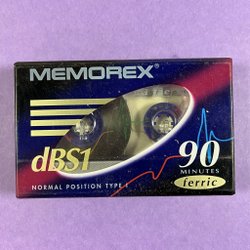 MEMOREX®
dBS1
90
MINUTES
NORMAL POSITION TYPE I
ferric